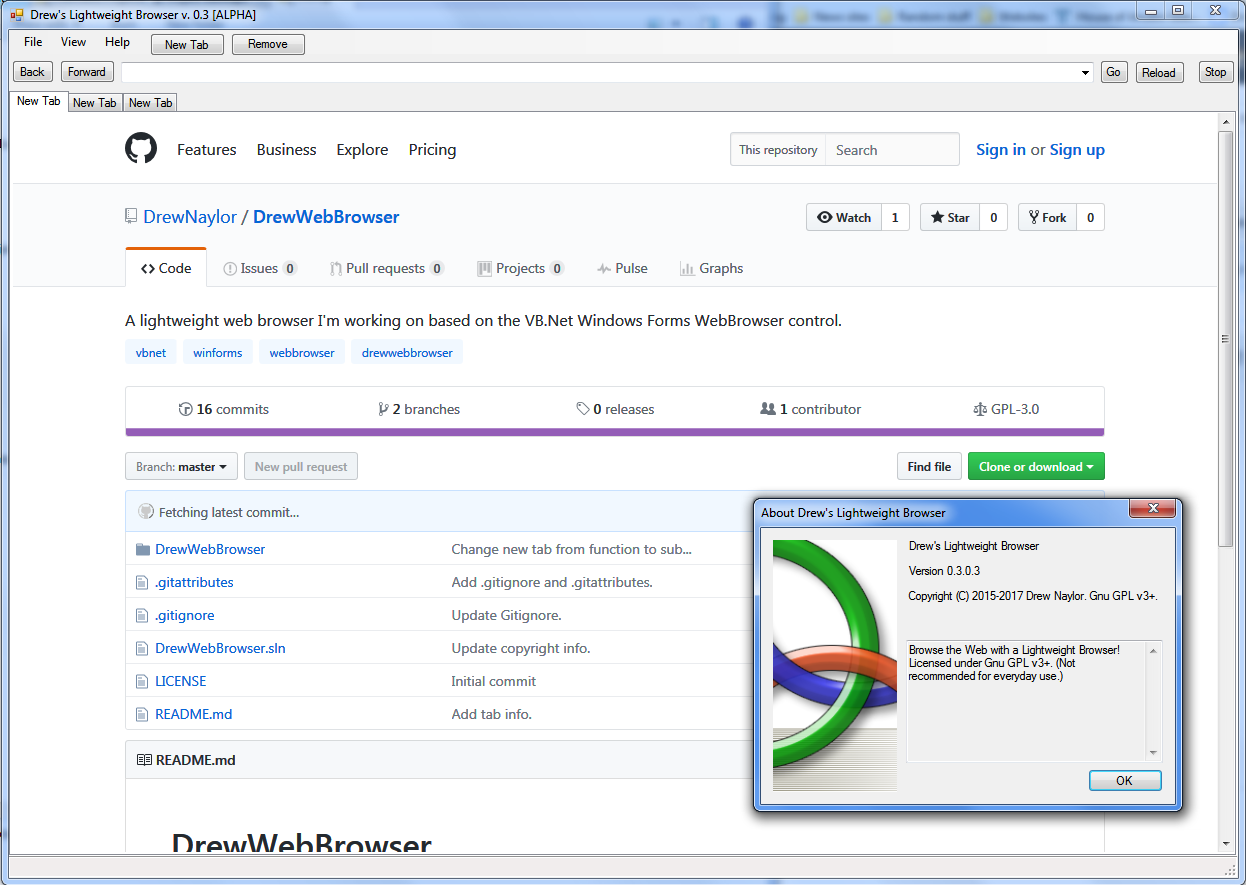 Drew's Lightweight Browser v. 0.3 [ALPHA]
File View Help New Tab Remove
Back Forward Go Reload Stop
New Tab New Tab New Tab
Features Business Explore Pricing This repository Search Sign in or Sign up
DrewNaylor / DrewWebBrowser Watch 1 Star 0 Fork 0
Code Issues 0 Pull requests 0 Projects 0 Pulse Graphs
A lightweight web browser I'm working on based on the VB.Net Windows Forms WebBrowser control.
vbnet winforms webbrowser drewwebbrowser
16 commits 2 branches 0 releases 1 contributor GPL-3.0
Branch: master New pull request Find file Clone or download
Fetching latest commit...
DrewWebBrowser Change new tab from function to sub...
.gitattributes Add .gitignore and .gitattributes.
.gitignore Update Gitignore.
DrewWebBrowser.sln Update copyright info.
LICENSE Initial commit
README.md Add tab info.
README.md
DrewWebBrowser
About Drew's Lightweight Browser
Drew's Lightweight Browser
Version 0.3.0.3
Copyright (C) 2015-2017 Drew Naylor. Gnu GPL v3+.
Browse the Web with a Lightweight Browser!
Licensed under Gnu GPL v3+. (Not
recommended for everyday use.)
OK